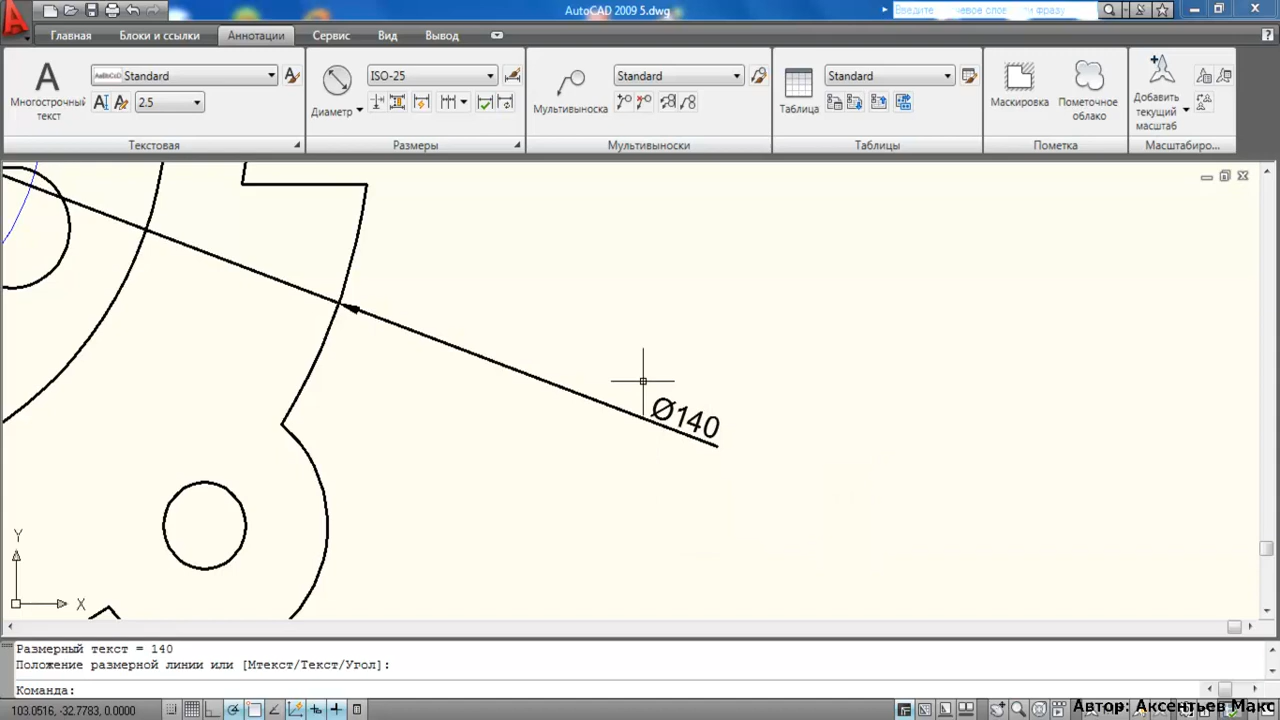 AutoCAD 2009 5.dwg
Главная
Блоки и ссылки
Аннотации
Сервис
Вид
Вывод
Многострочный
текст
Standard
2.5
Текстовая
Диаметр
ISO-25
Размеры
Мультивыноска
Standard
Мультивыноски
Таблица
Standard
Таблицы
Маскировка
Пометочное
облако
Пометка
Добавить
текущий
масштаб
Масштабиро...
Ø140
Y
X
Размерный текст = 140
Положение размерной линии или [Мтекст/Текст/Угол]:
Команда:
103.0516, -32.7783, 0.0000
Автор: Аксентьев Макс